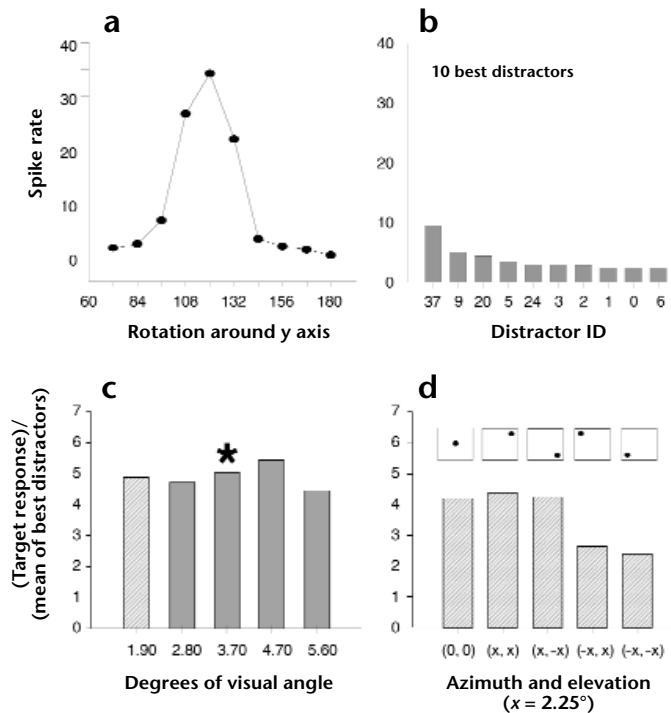 a
Spike rate
40
30
20
10
0
60 84 108 132 156 180
Rotation around y axis
b
10 best distractors
40
30
20
10
0
37 9 20 5 24 3 2 1 0 6
Distractor ID
c
(Target response)/
(mean of best distractors)
7
6
5
4
3
2
1
0
*
1.90 2.80 3.70 4.70 5.60
Degrees of visual angle
d
7
6
5
4
3
2
1
0
(0, 0) (x, x) (x, -x) (-x, x) (-x, -x)
Azimuth and elevation
(x = 2.25°)